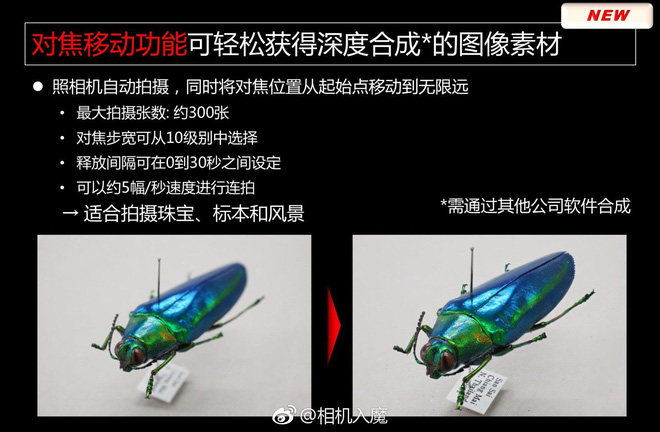 NEW
对焦移动功能可轻松获得深度合成*的图像素材
● 照相机自动拍摄，同时将对焦位置从起始点移动到无限远
• 最大拍摄张数: 约300张
• 对焦步宽可从10级别中选择
• 释放间隔可在0到30秒之间设定
• 可以约5幅/秒速度进行连拍
→ 适合拍摄珠宝、标本和风景
*需通过其他公司软件合成
Chiang Mai
@相机入魔